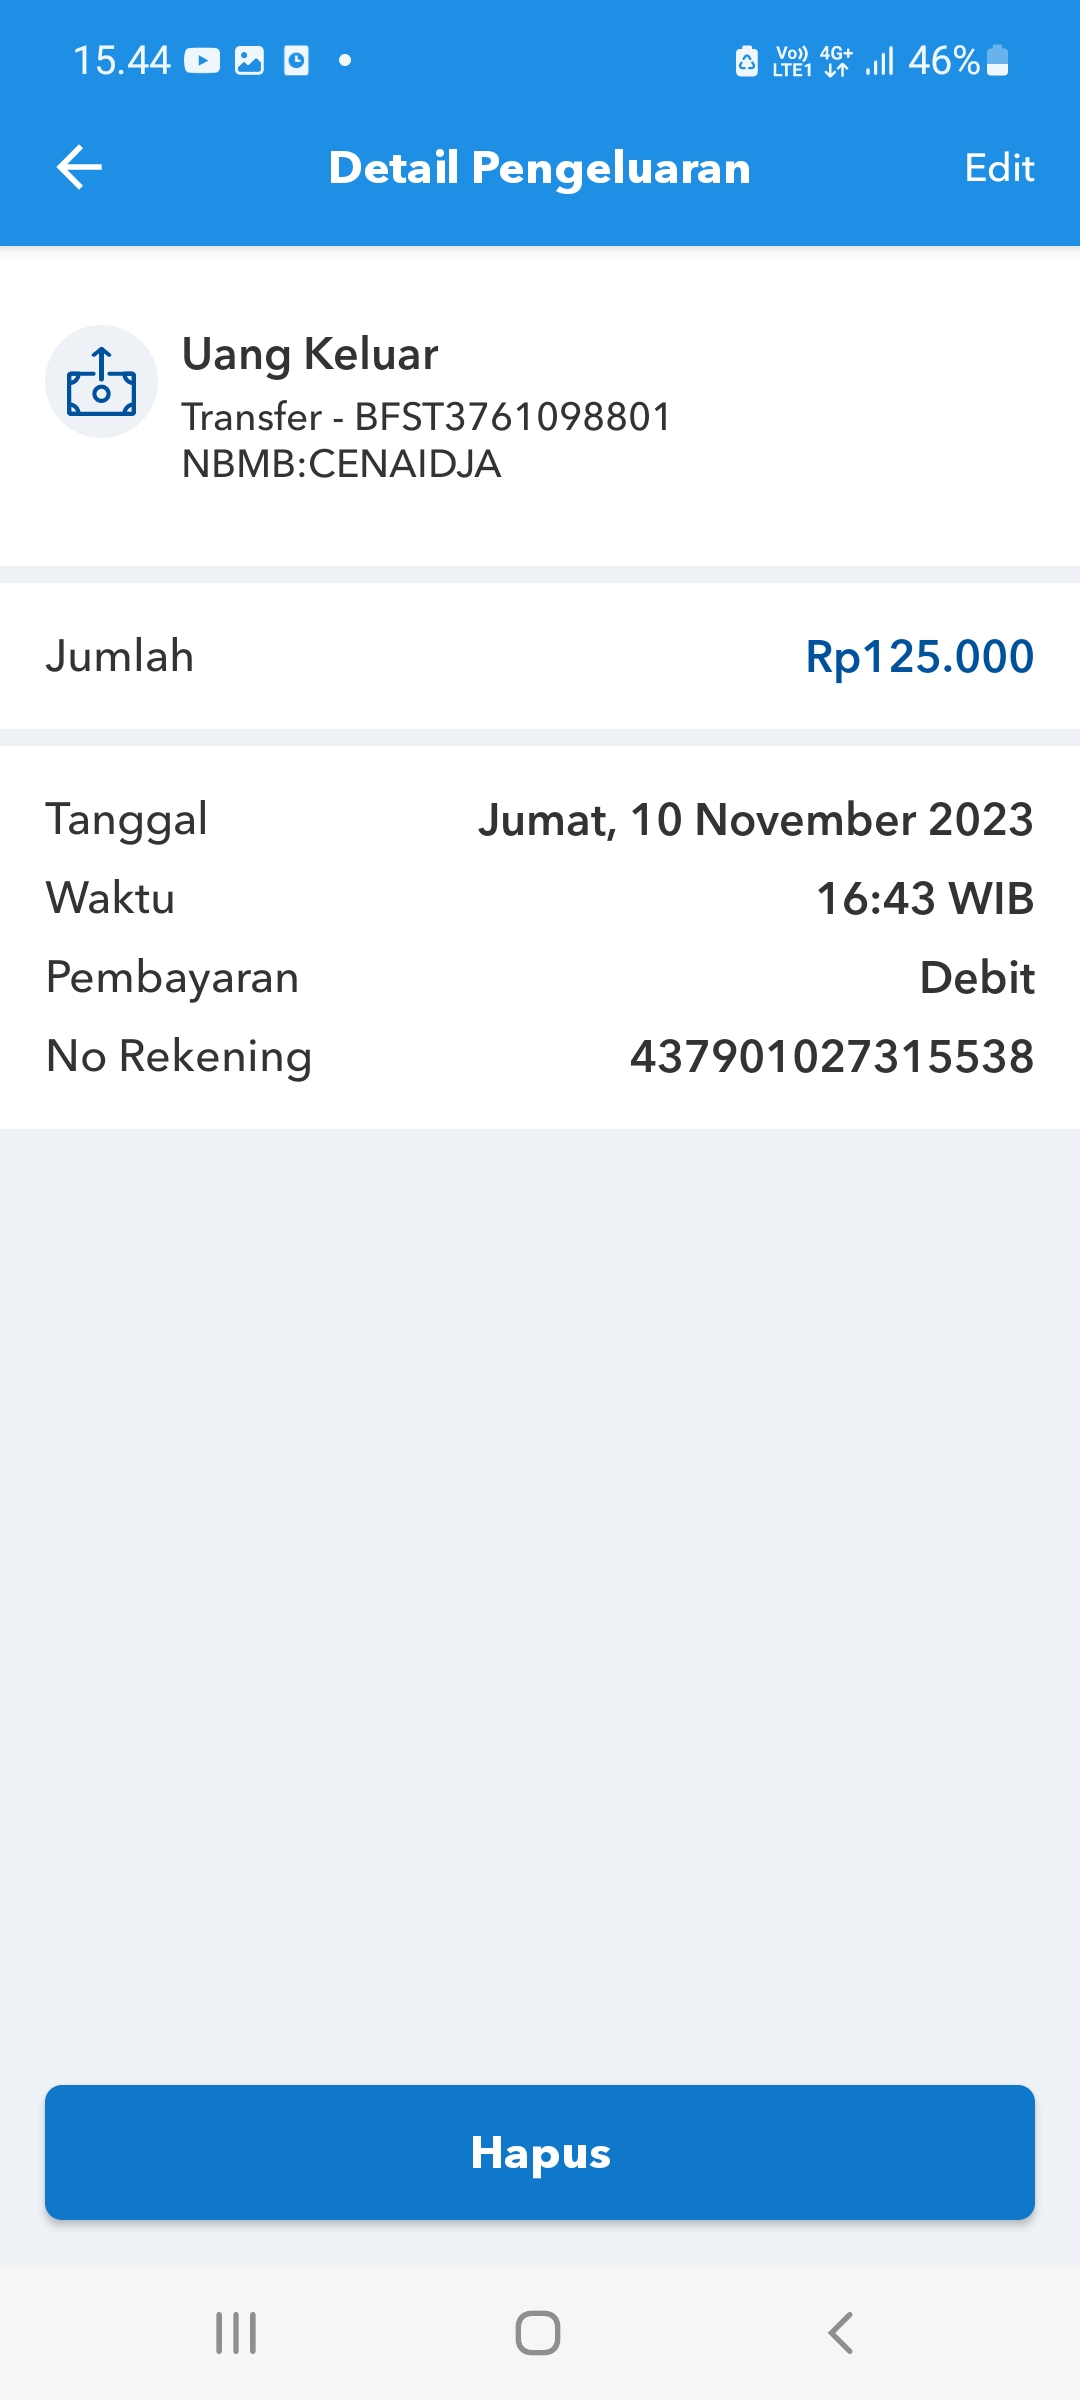 15.44
Vo)) LTE1 4G+ 46%
Detail Pengeluaran
Edit
Uang Keluar
Transfer - BFST3761098801
NBMB:CENAIDJA
Jumlah Rp125.000
Tanggal Jumat, 10 November 2023
Waktu 16:43 WIB
Pembayaran Debit
No Rekening 437901027315538
Hapus